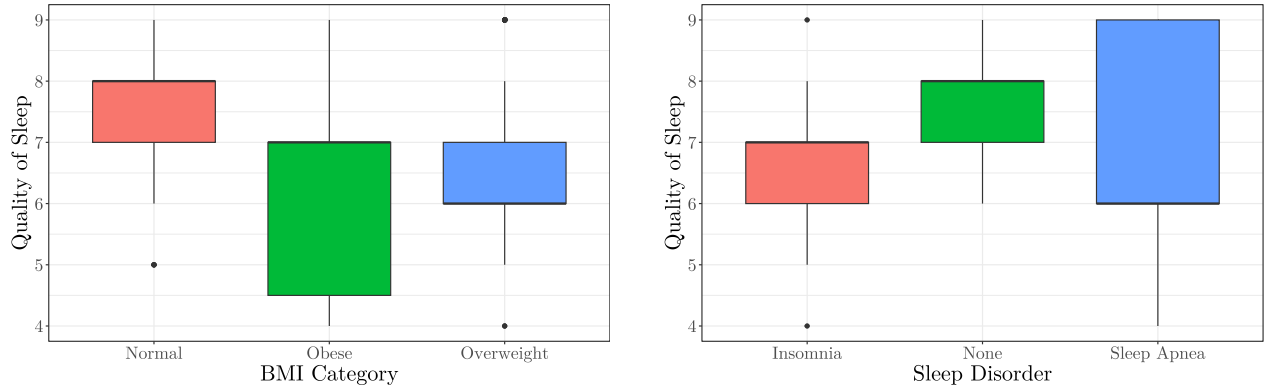 Quality of Sleep
9
8
7
6
5
4
Normal
Obese
Overweight
BMI Category
Quality of Sleep
9
8
7
6
5
4
Insomnia
None
Sleep Apnea
Sleep Disorder